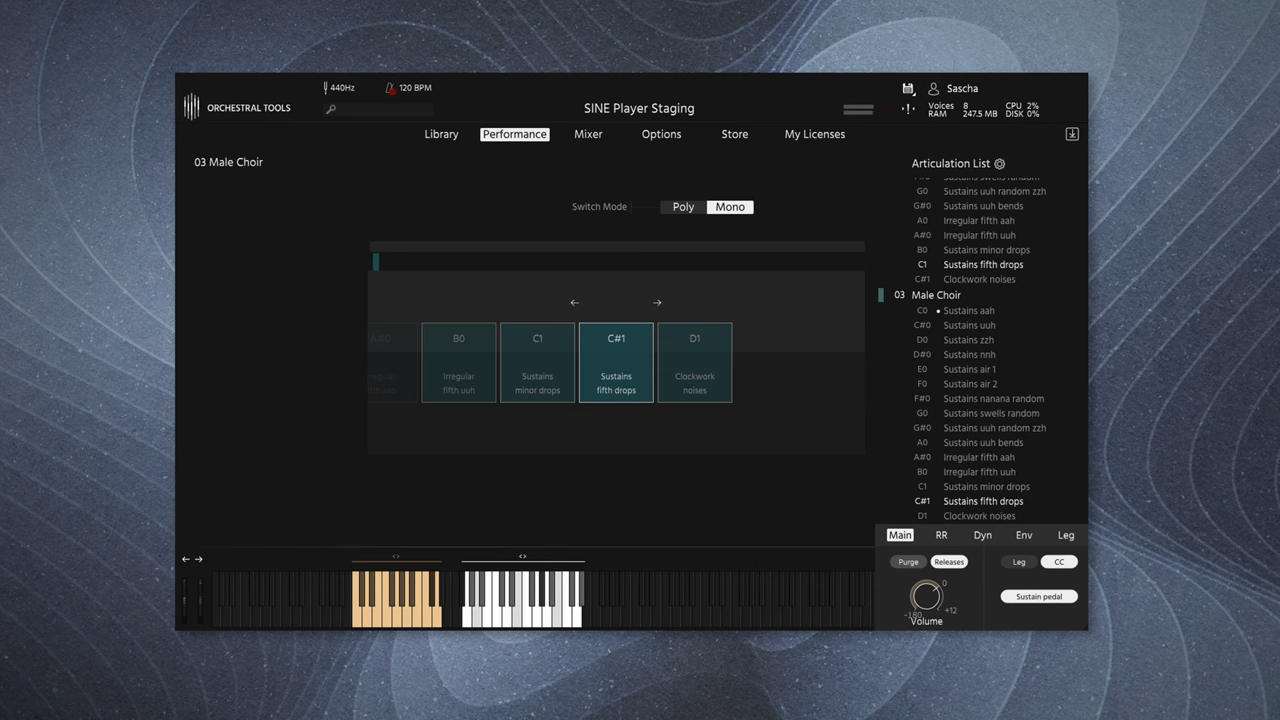 440Hz
120 BPM
Sascha
ORCHESTRAL TOOLS
SINE Player Staging
Voices 8 CPU 2%
RAM 247.5 MB DISK 0%
Library Performance Mixer Options Store My Licenses
03 Male Choir
Articulation List
Sustains swells random
G0 Sustains uuh random zzh
G#0 Sustains uuh bends
A0 Irregular fifth aah
A#0 Irregular fifth uuh
B0 Sustains minor drops
C1 Sustains fifth drops
C#1 Clockwork noises
03 Male Choir
C0 Sustains aah
C#0 Sustains uuh
D0 Sustains zzh
D#0 Sustains nnh
E0 Sustains air 1
F0 Sustains air 2
F#0 Sustains nanana random
G0 Sustains swells random
G#0 Sustains uuh random zzh
A0 Sustains uuh bends
A#0 Irregular fifth aah
B0 Irregular fifth uuh
C1 Sustains minor drops
C#1 Sustains fifth drops
D1 Clockwork noises
Switch Mode Poly Mono
A#0 B0 C1 C#1 D1
Irregular Sustains Sustains Clockwork
fifth uuh minor drops fifth drops noises
Main RR Dyn Env Leg
Purge Releases Leg CC
0
Sustain pedal
-180 +12
Volume